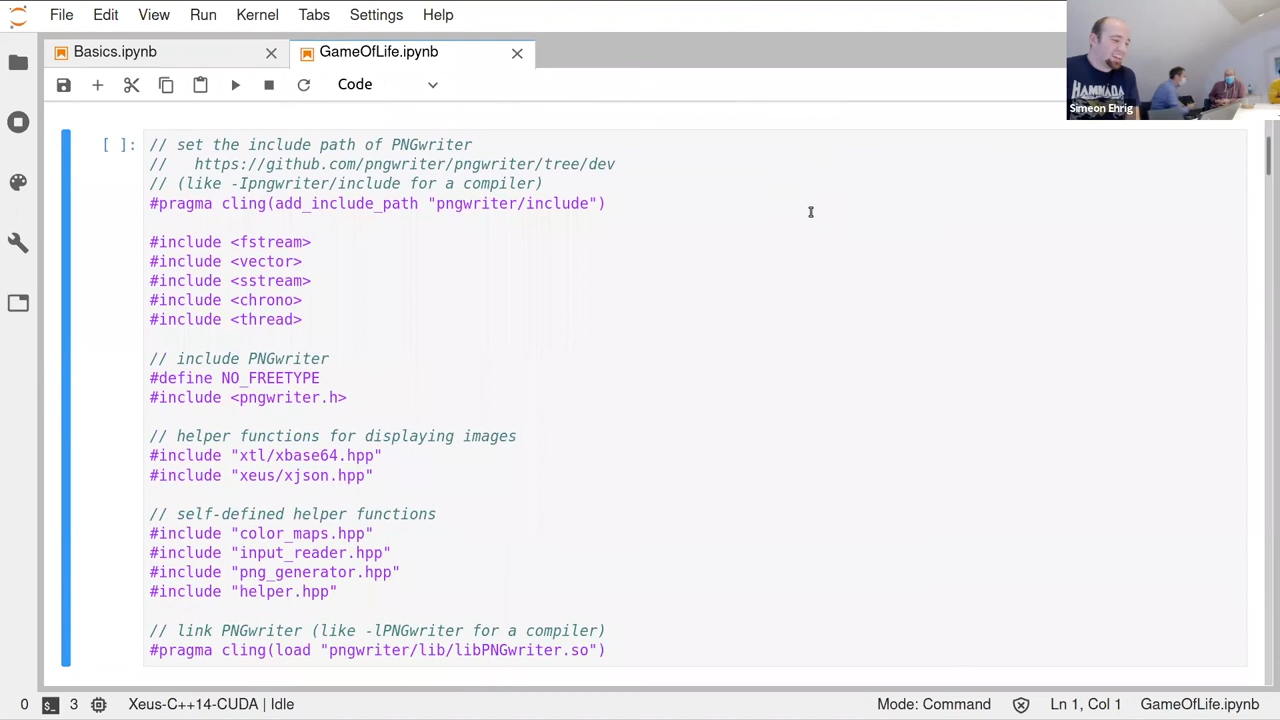 File Edit View Run Kernel Tabs Settings Help
Basics.ipynb
GameOfLife.ipynb
Code
HAMMADA
Simeon Ehrig
[ ]:
// set the include path of PNGwriter
// https://github.com/pngwriter/pngwriter/tree/dev
// (like -Ipngwriter/include for a compiler)
#pragma cling(add_include_path "pngwriter/include")
#include <fstream>
#include <vector>
#include <sstream>
#include <chrono>
#include <thread>
// include PNGwriter
#define NO_FREETYPE
#include <pngwriter.h>
// helper functions for displaying images
#include "xtl/xbase64.hpp"
#include "xeus/xjson.hpp"
// self-defined helper functions
#include "color_maps.hpp"
#include "input_reader.hpp"
#include "png_generator.hpp"
#include "helper.hpp"
// link PNGwriter (like -lPNGwriter for a compiler)
#pragma cling(load "pngwriter/lib/libPNGwriter.so")
0 $_ 3 Xeus-C++14-CUDA | Idle Mode: Command Ln 1, Col 1 GameOfLife.ipynb